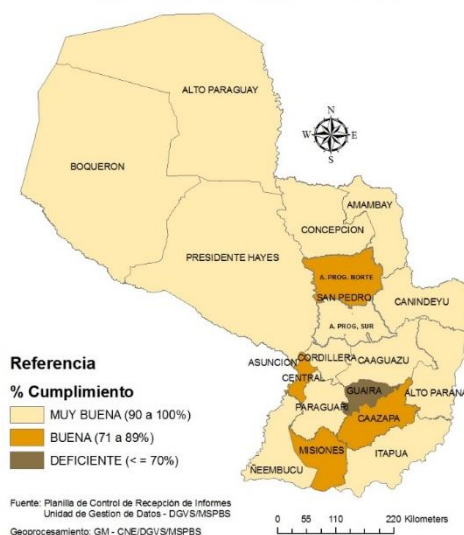 ALTO PARAGUAY
N
W E
S
BOQUERON
AMAMBAY
CONCEPCION
PRESIDENTE HAYES
A. PROG. NORTE
SAN PEDRO
CANINDEYU
A. PROG, SUR
ASUNCION
CORDILLERA
CAAGUAZU
CENTRAL
GUAIRA
ALTO PARANA
PARAGUARI
CAAZAPA
MISIONES
ITAPUA
ÑEEMBUCU
Referencia
% Cumplimiento
MUY BUENA (90 a 100%)
BUENA (71 a 89%)
DEFICIENTE (< = 70%)
Fuente: Planilla de Control de Recepción de Informes
Unidad de Gestion de Datos - DGVS/MSPBS
Geoprocesamiento: GM - CNE/DGVS/MSPBS
0 55 110 220 Kilometers